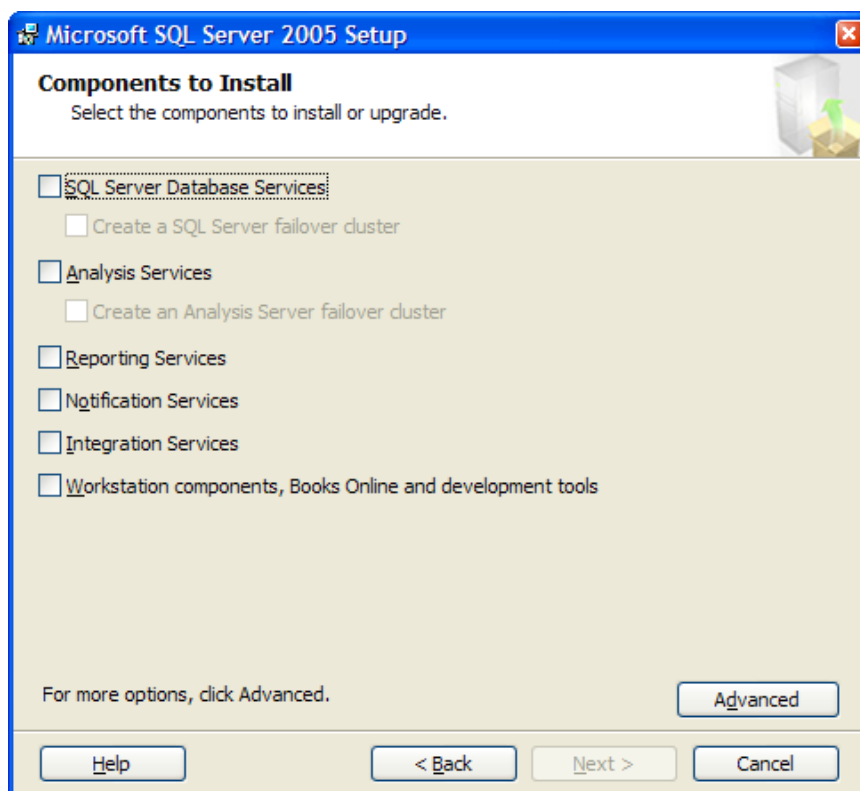 Microsoft SQL Server 2005 Setup
Components to Install
Select the components to install or upgrade.
SQL Server Database Services
Create a SQL Server failover cluster
Analysis Services
Create an Analysis Server failover cluster
Reporting Services
Notification Services
Integration Services
Workstation components, Books Online and development tools
For more options, click Advanced.
Advanced
Help
< Back
Next >
Cancel